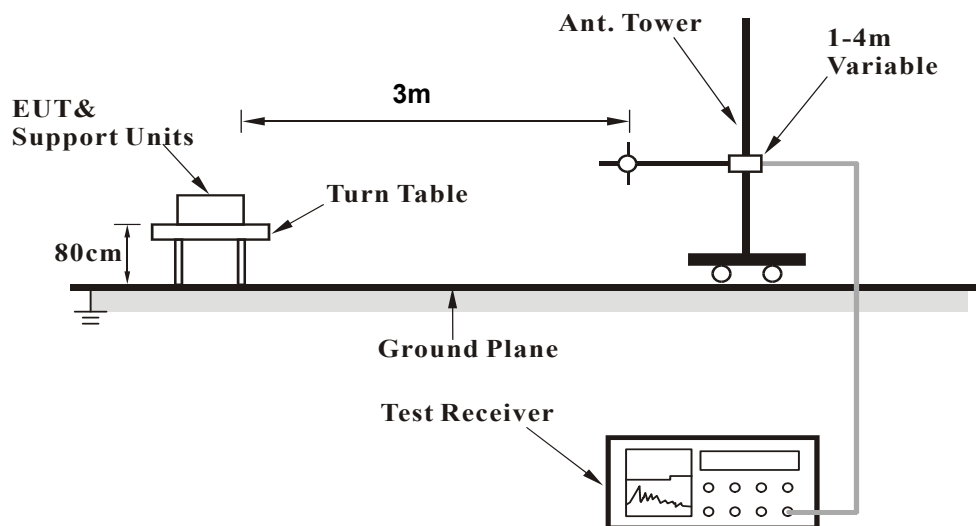 Ant. Tower
1-4m
Variable
3m
EUT&
Support Units
Turn Table
80cm
Ground Plane
Test Receiver